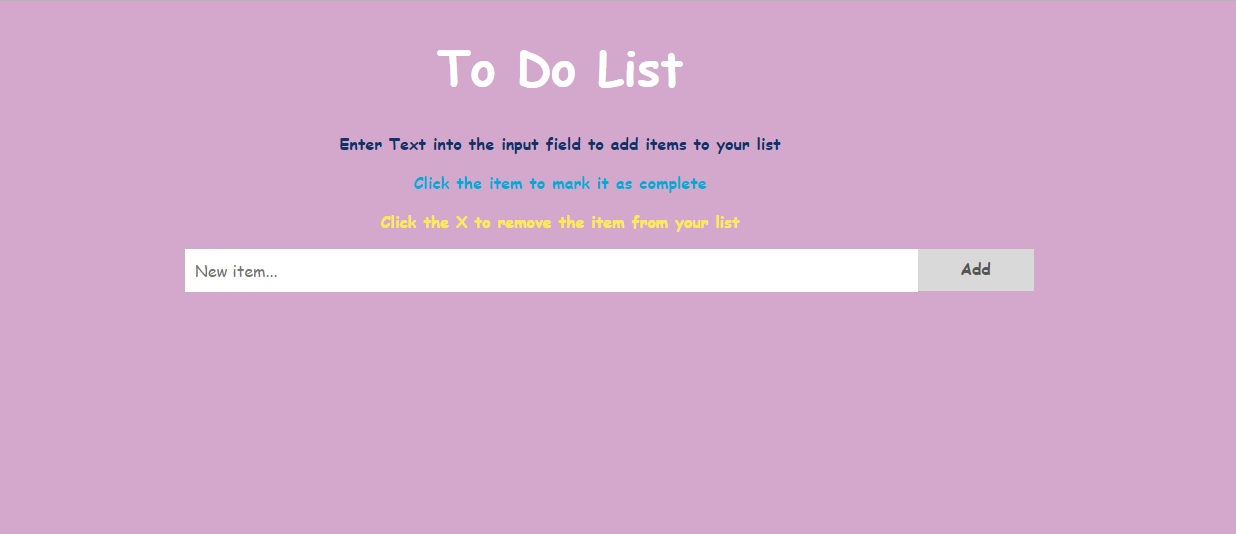 To Do List
Enter Text into the input field to add items to your list
Click the item to mark it as complete
Click the X to remove the item from your list
New item... Add